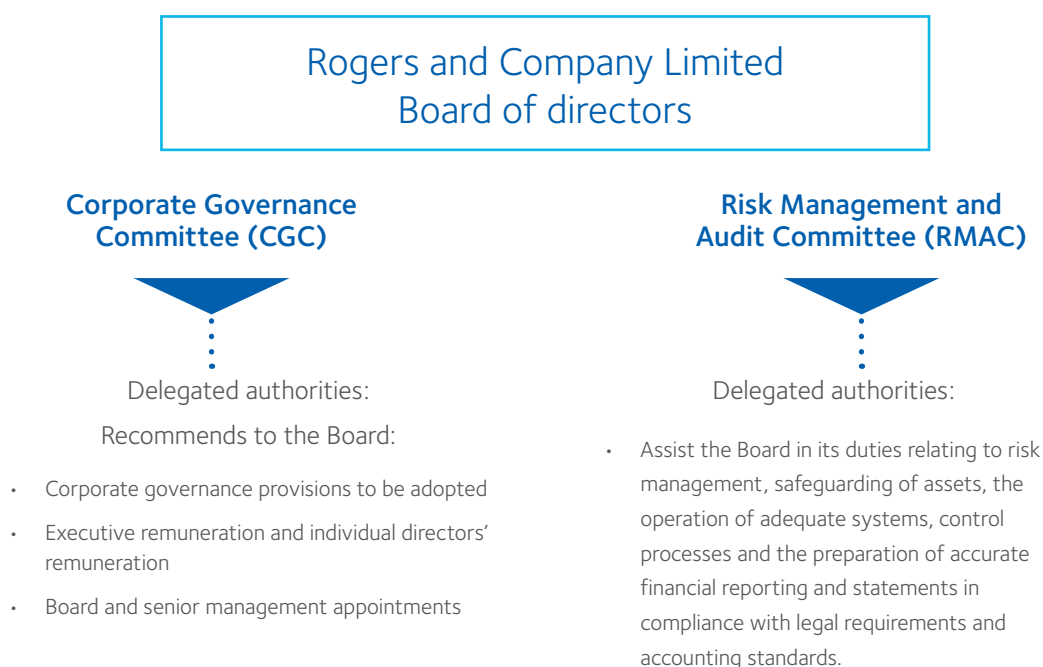 Rogers and Company Limited
Board of directors
Corporate Governance
Committee (CGC)
Delegated authorities:
Recommends to the Board:
• Corporate governance provisions to be adopted
• Executive remuneration and individual directors’
remuneration
• Board and senior management appointments
Risk Management and
Audit Committee (RMAC)
Delegated authorities:
• Assist the Board in its duties relating to risk
management, safeguarding of assets, the
operation of adequate systems, control
processes and the preparation of accurate
financial reporting and statements in
compliance with legal requirements and
accounting standards.